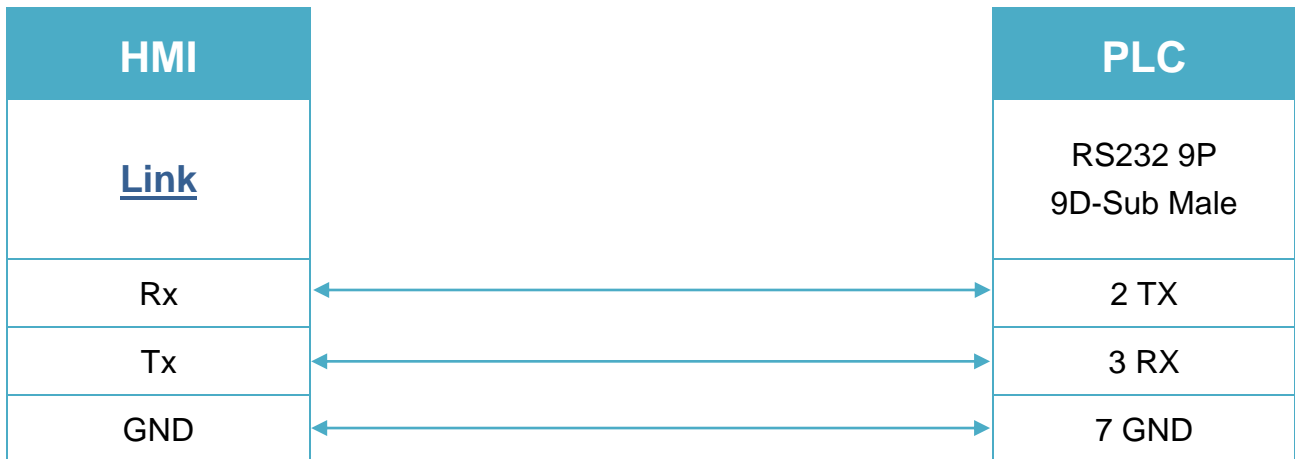 HMI
PLC
Link
RS232 9P
9D-Sub Male
Rx
2 TX
Tx
3 RX
GND
7 GND